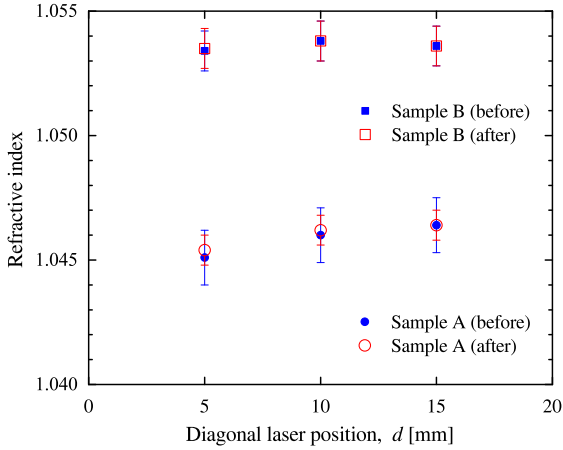 1.055
1.050
1.045
1.040
Refractive index
Sample B (before)
Sample B (after)
Sample A (before)
Sample A (after)
0 5 10 15 20
Diagonal laser position, d [mm]